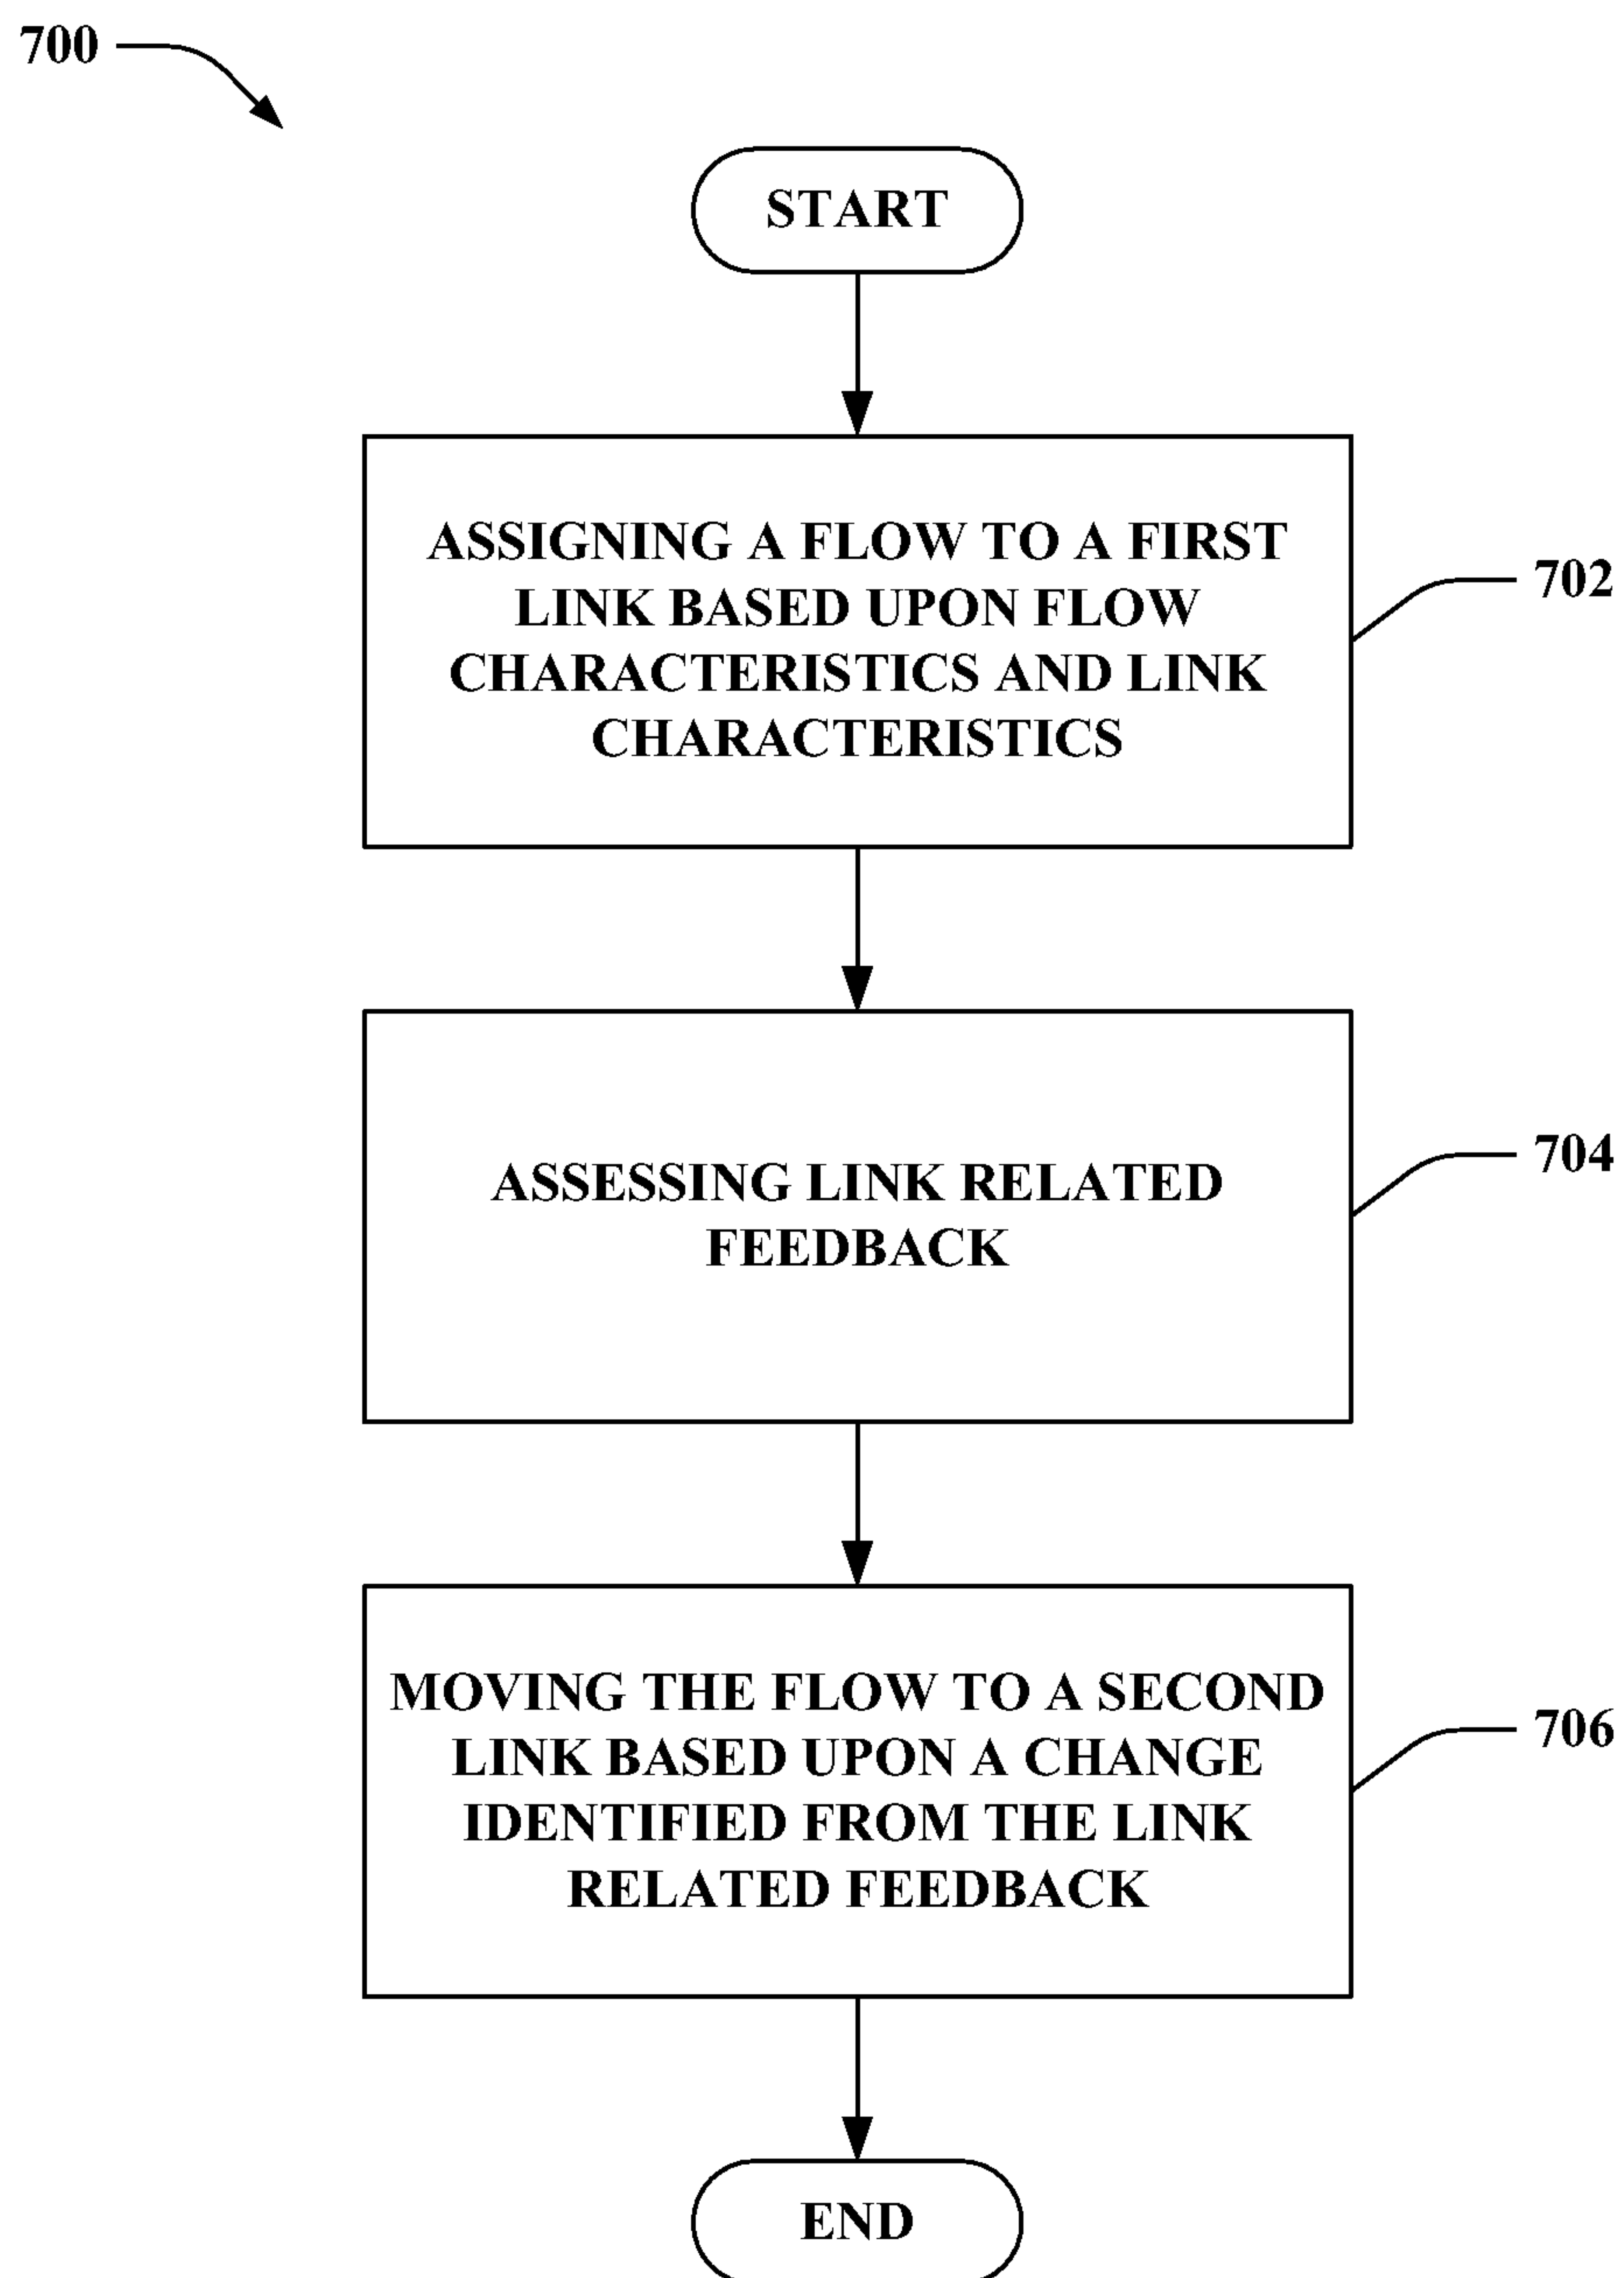 700
START
ASSIGNING A FLOW TO A FIRST
LINK BASED UPON FLOW
CHARACTERISTICS AND LINK
CHARACTERISTICS
702
ASSESSING LINK RELATED
FEEDBACK
704
MOVING THE FLOW TO A SECOND
LINK BASED UPON A CHANGE
IDENTIFIED FROM THE LINK
RELATED FEEDBACK
706
END